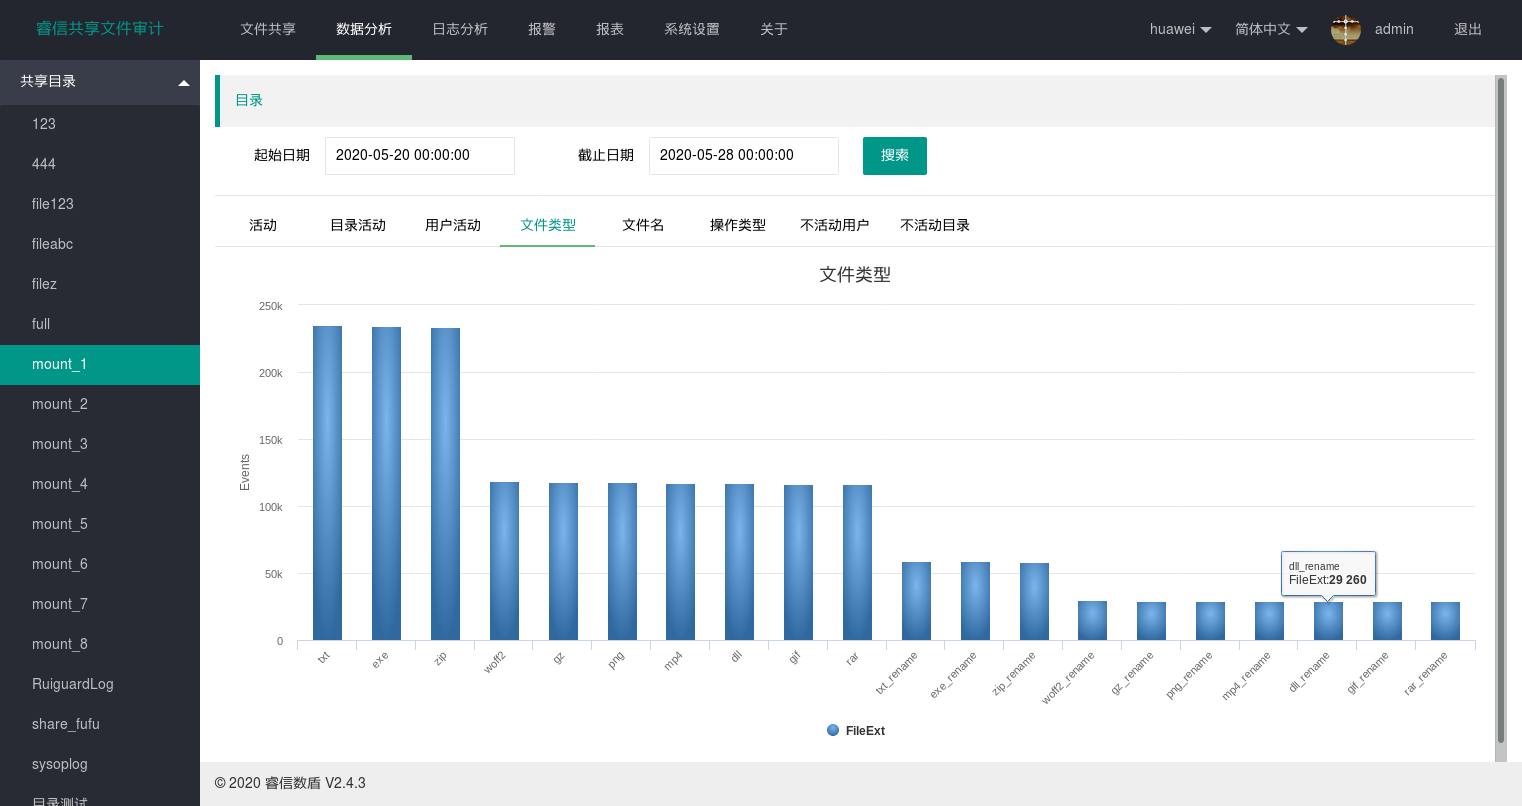 睿信共享文件审计
文件共享 数据分析 日志分析 报警 报表 系统设置 关于
huawei 简体中文 admin 退出
共享目录
123
444
file123
fileabc
filez
full
mount_1
mount_2
mount_3
mount_4
mount_5
mount_6
mount_7
mount_8
RuiguardLog
share_fufu
sysoplog
目录测试
目录
起始日期 2020-05-20 00:00:00 截止日期 2020-05-28 00:00:00 搜索
活动 目录活动 用户活动 文件类型 文件名 操作类型 不活动用户 不活动目录
文件类型
250k
200k
150k
100k
50k
0
Events
dll_rename
FileExt:29 260
txt exe zip woff2 gz png mp4 dll gif rar txt_rename exe_rename zip_rename woff2_rename gz_rename png_rename mp4_rename dll_rename gif_rename rar_rename
FileExt
© 2020 睿信数盾 V2.4.3